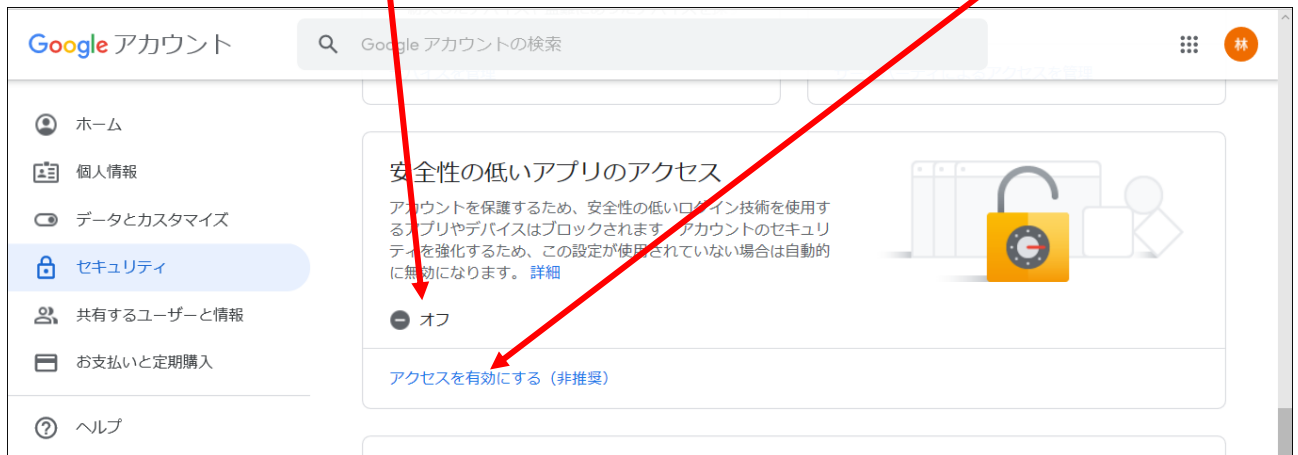 Google アカウント
Google アカウントの検索
林
ホーム
個人情報
データとカスタマイズ
セキュリティ
共有するユーザーと情報
お支払いと定期購入
ヘルプ
安全性の低いアプリのアクセス
アカウントを保護するため、安全性の低いログイン技術を使用す
るアプリやデバイスはブロックされます。アカウントのセキュリ
ティを強化するため、この設定が使用されていない場合は自動的
に無効になります。 詳細
オフ
アクセスを有効にする（非推奨）